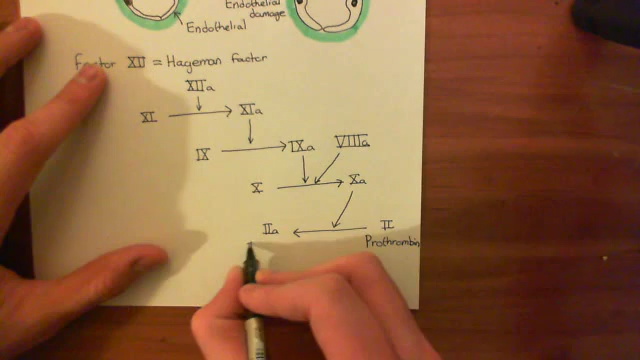 Endothelial
Endothelial
damage
Factor XII = Hageman factor
XIIa
XI XIa
IX IXa VIIIa
X Xa
IIa II
Prothrombin